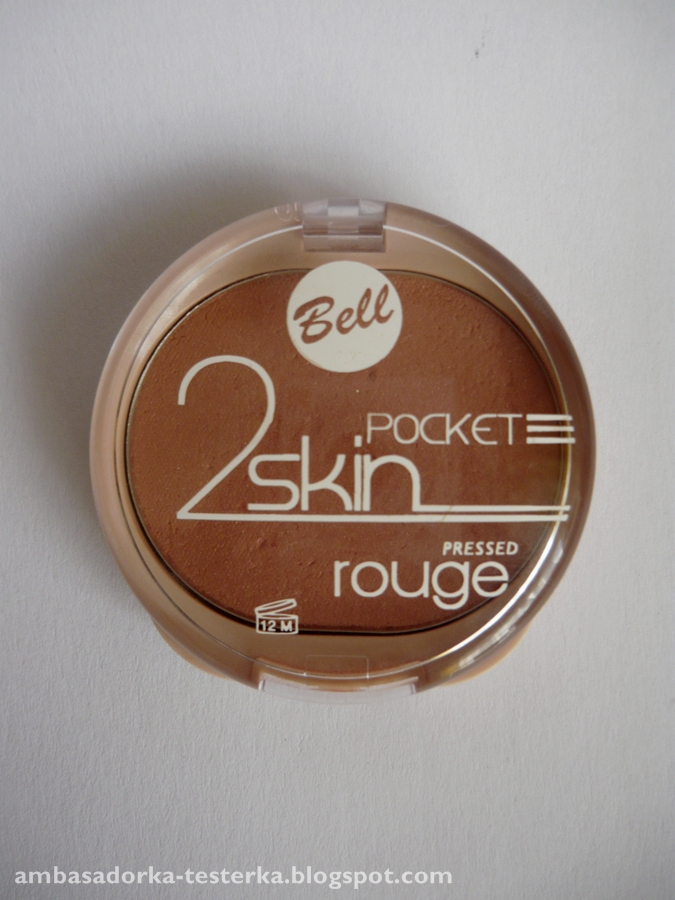 Bell
POCKET
2skin
PRESSED
rouge
12 M
ambasadorka-testerka.blogspot.com